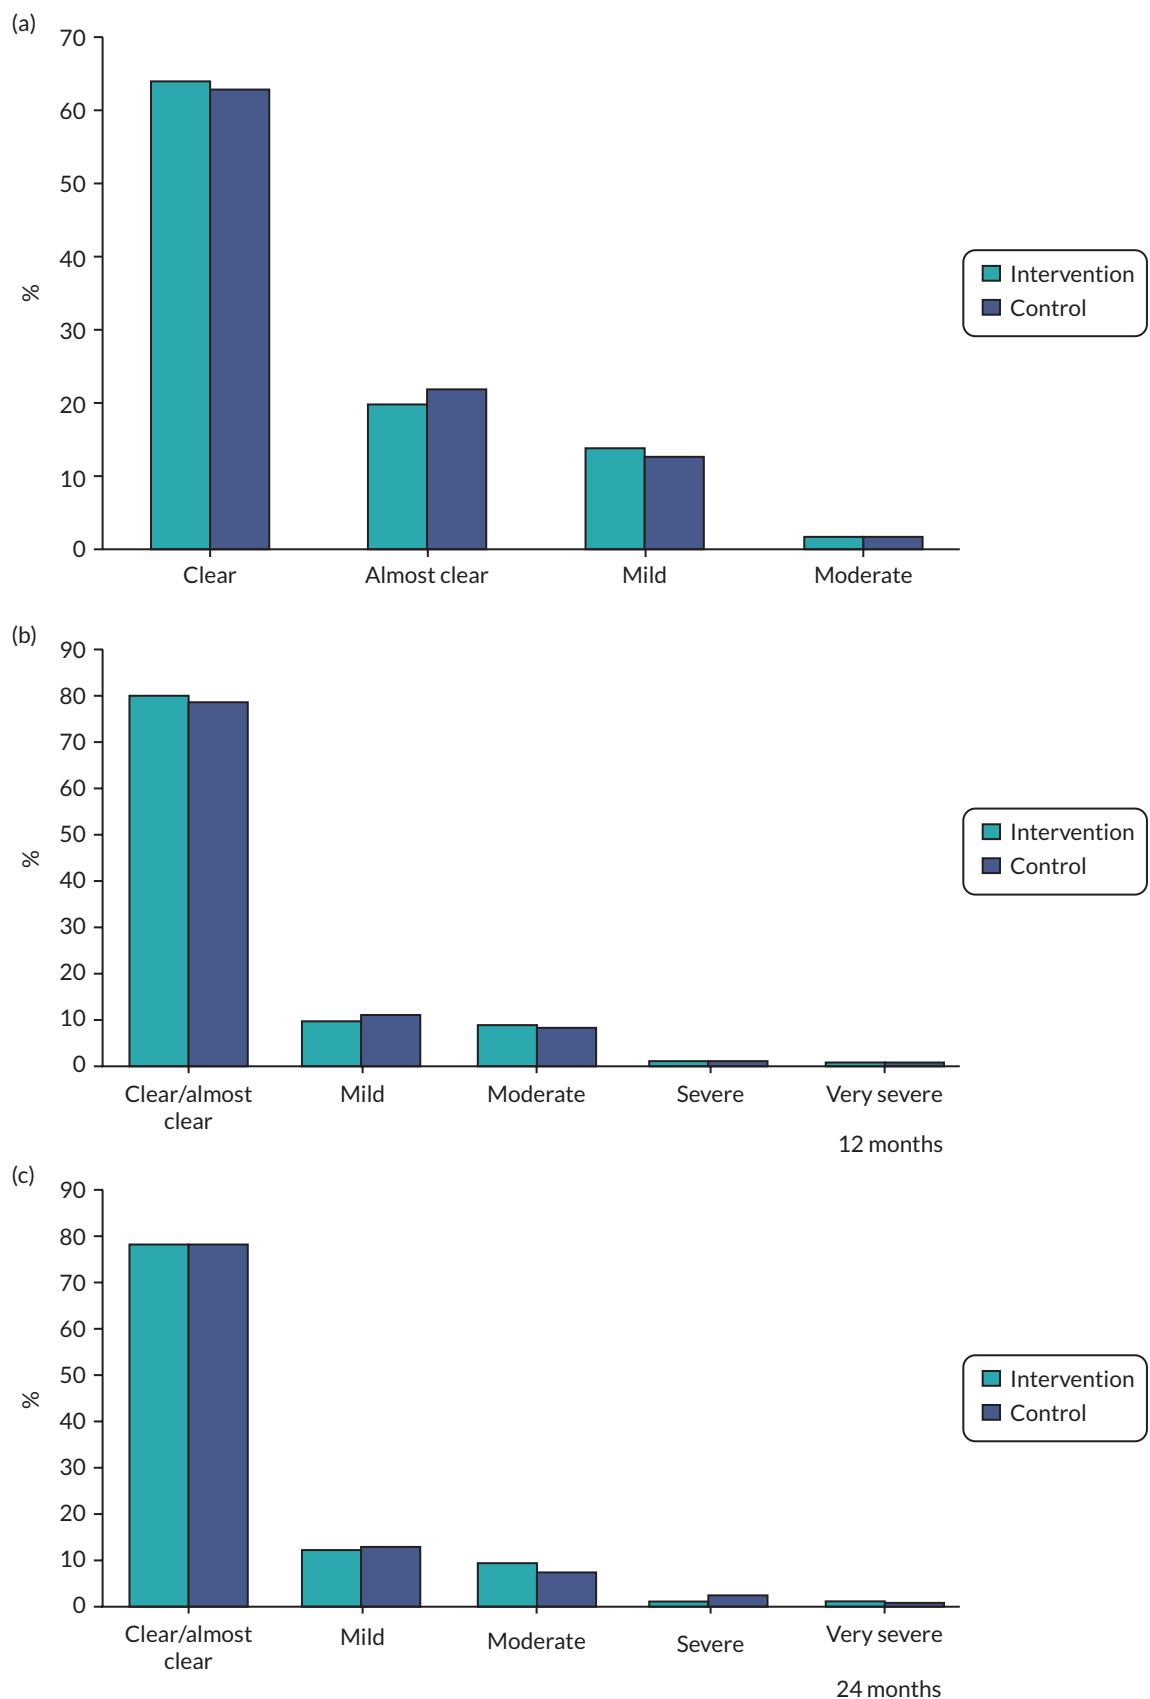 (a)
70
60
50
40
30
20
10
0
%
Clear
Almost clear
Mild
Moderate
Intervention
Control
(b)
90
80
70
60
50
40
30
20
10
0
%
Clear/almost
clear
Mild
Moderate
Severe
Very severe
12 months
Intervention
Control
(c)
90
80
70
60
50
40
30
20
10
0
%
Clear/almost
clear
Mild
Moderate
Severe
Very severe
24 months
Intervention
Control